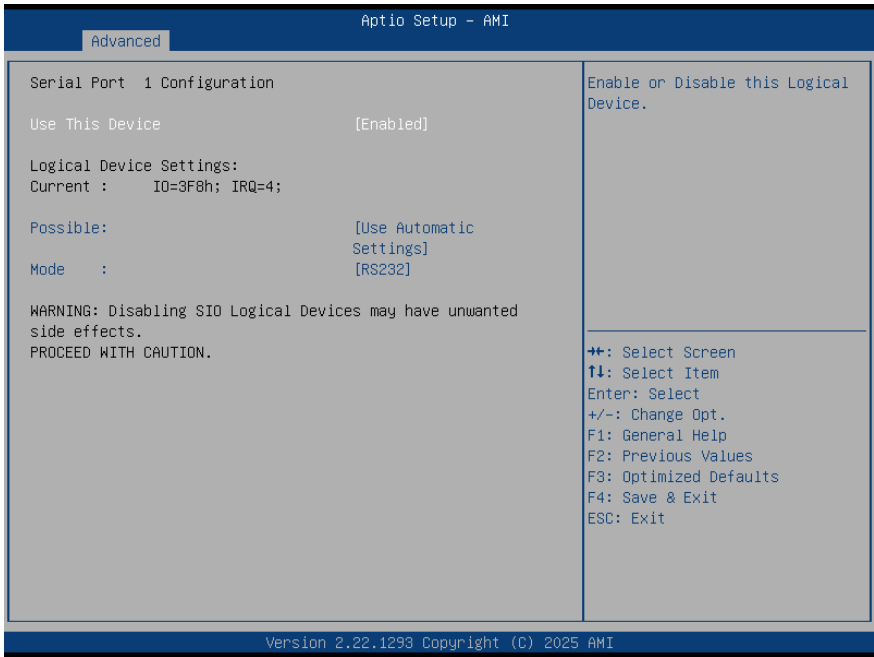 Aptio Setup – AMI
Advanced
Serial Port  1 Configuration
Use This Device [Enabled]
Logical Device Settings:
Current :     IO=3F8h; IRQ=4;
Possible: [Use Automatic
Settings]
Mode    : [RS232]
WARNING: Disabling SIO Logical Devices may have unwanted
side effects.
PROCEED WITH CAUTION.
Enable or Disable this Logical
Device.
→←: Select Screen
↑↓: Select Item
Enter: Select
+/-: Change Opt.
F1: General Help
F2: Previous Values
F3: Optimized Defaults
F4: Save & Exit
ESC: Exit
Version 2.22.1293 Copyright (C) 2025 AMI